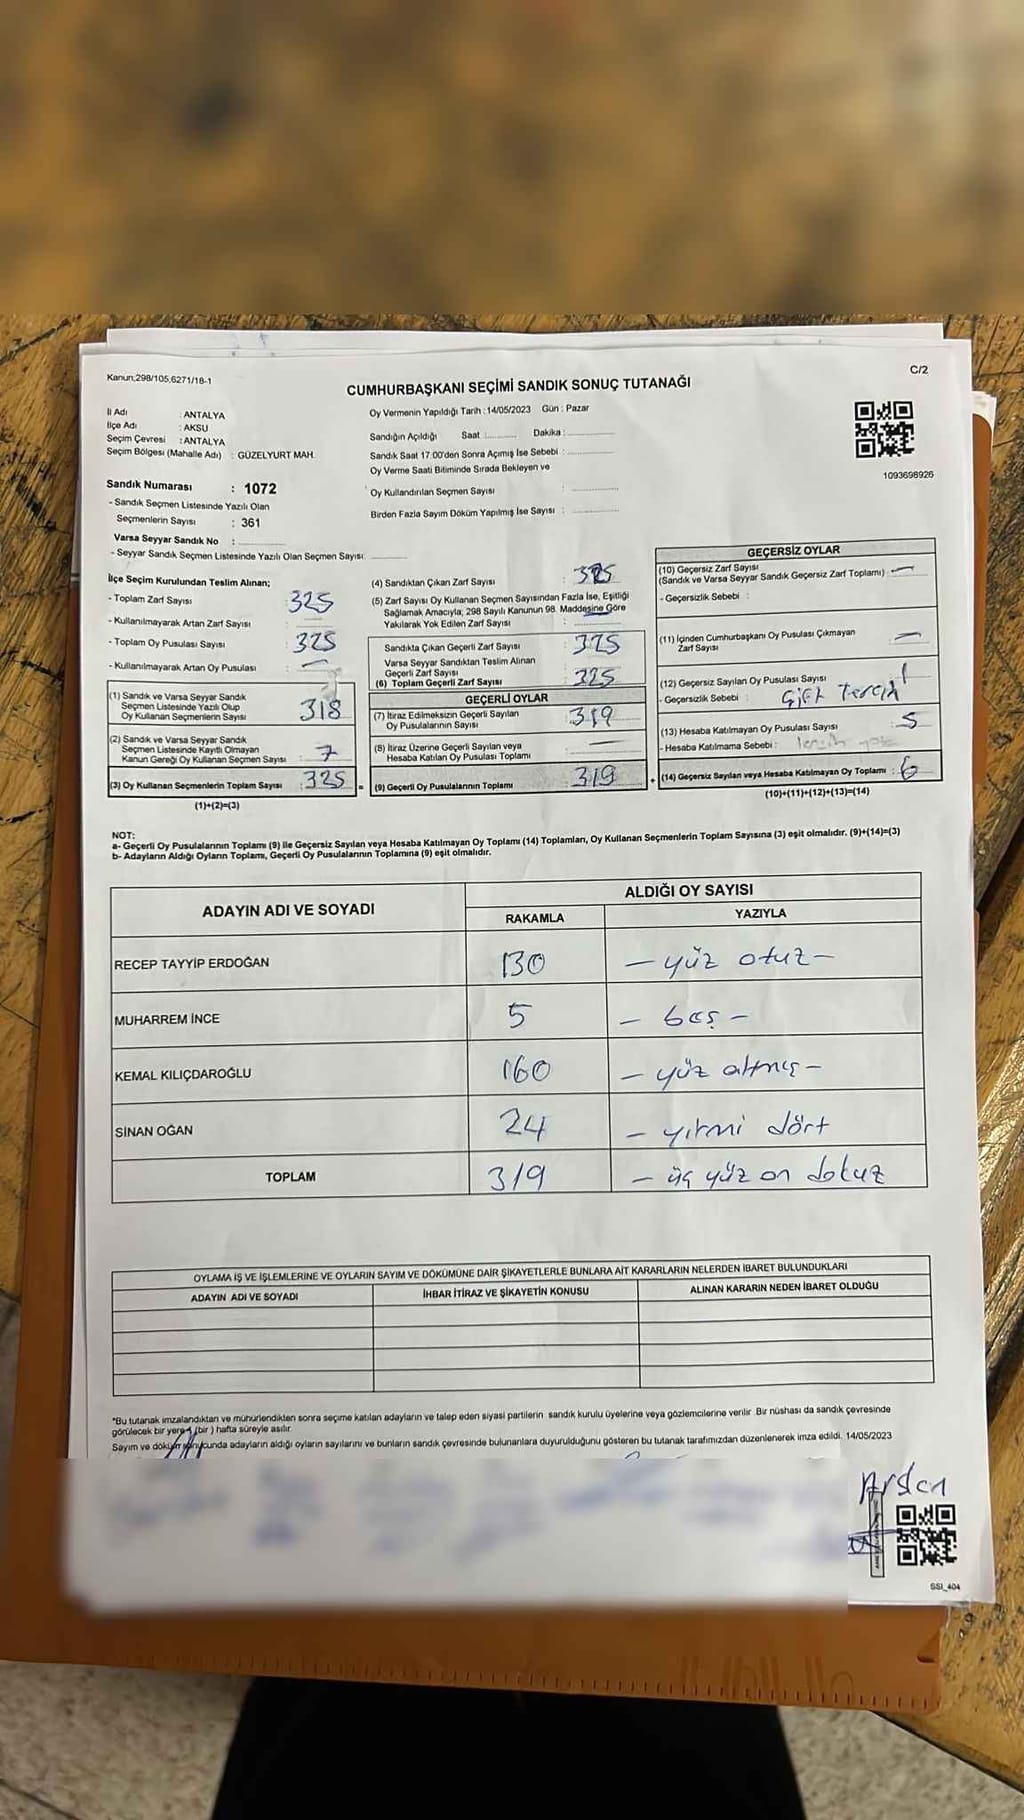 Kanun:298/105,6271/18-1
C/2
CUMHURBAŞKANI SEÇİMİ SANDIK SONUÇ TUTANAĞI
İl Adı : ANTALYA
İlçe Adı : AKSU
Seçim Çevresi : ANTALYA
Seçim Bölgesi (Mahalle Adı) : GÜZELYURT MAH.
Oy Vermenin Yapıldığı Tarih : 14/05/2023 Gün : Pazar
Sandığın Açıldığı Saat :.......... Dakika :..............
Sandık Saat 17:00'den Sonra Açımış İse Sebebi :..............
Oy Verme Saati Bitiminde Sırada Bekleyen ve
Oy Kullandırılan Seçmen Sayısı :..............
Birden Fazla Sayım Döküm Yapılmış İse Sayısı :..............
1093698926
Sandık Numarası : 1072
- Sandık Seçmen Listesinde Yazılı Olan
Seçmenlerin Sayısı : 361
Varsa Seyyar Sandık No :..............
- Seyyar Sandık Seçmen Listesinde Yazılı Olan Seçmen Sayısı:..............
İlçe Seçim Kurulundan Teslim Alınan;
- Toplam Zarf Sayısı : 325
- Kullanılmayarak Artan Zarf Sayısı :
- Toplam Oy Pusulası Sayısı : 325
- Kullanılmayarak Artan Oy Pusulası : —
(1) Sandık ve Varsa Seyyar Sandık
Seçmen Listesinde Yazılı Olup
Oy Kullanan Seçmenlerin Sayısı : 318
(2) Sandık ve Varsa Seyyar Sandık
Seçmen Listesinde Kayıtlı Olmayan
Kanun Gereği Oy Kullanan Seçmen Sayısı : 7
(3) Oy Kullanan Seçmenlerin Toplam Sayısı : 325 =
(1)+(2)=(3)
(4) Sandıktan Çıkan Zarf Sayısı : 325
(5) Zarf Sayısı Oy Kullanan Seçmen Sayısından Fazla İse, Eşitliği
Sağlamak Amacıyla; 298 Sayılı Kanunun 98. Maddesine Göre
Yakılarak Yok Edilen Zarf Sayısı :
Sandıkta Çıkan Geçerli Zarf Sayısı : 325
Varsa Seyyar Sandıktan Teslim Alınan
Geçerli Zarf Sayısı :
(6) Toplam Geçerli Zarf Sayısı : 325
GEÇERLİ OYLAR
(7) İtiraz Edilmeksizin Geçerli Sayılan
Oy Pusulalarının Sayısı : 319
(8) İtiraz Üzerine Geçerli Sayılan veya
Hesaba Katılan Oy Pusulası Toplamı : —
(9) Geçerli Oy Pusulalarının Toplamı : 319 +
GEÇERSİZ OYLAR
(10) Geçersiz Zarf Sayısı
(Sandık ve Varsa Seyyar Sandık Geçersiz Zarf Toplamı) : —
- Geçersizlik Sebebi :
(11) İçinden Cumhurbaşkanı Oy Pusulası Çıkmayan
Zarf Sayısı : —
(12) Geçersiz Sayılan Oy Pusulası Sayısı : 1
- Geçersizlik Sebebi : Çift Tercih
(13) Hesaba Katılmayan Oy Pusulası Sayısı : 5
- Hesaba Katılmama Sebebi :
(14) Geçersiz Sayılan veya Hesaba Katılmayan Oy Toplamı : 6
(10)+(11)+(12)+(13)=(14)
NOT:
a- Geçerli Oy Pusulalarının Toplamı (9) ile Geçersiz Sayılan veya Hesaba Katılmayan Oy Toplamı (14) Toplamları, Oy Kullanan Seçmenlerin Toplam Sayısına (3) eşit olmalıdır. (9)+(14)=(3)
b- Adayların Aldığı Oyların Toplamı, Geçerli Oy Pusulalarının Toplamına (9) eşit olmalıdır.
ADAYIN ADI VE SOYADI
ALDIĞI OY SAYISI
RAKAMLA YAZIYLA
RECEP TAYYİP ERDOĞAN 130 — yüz otuz —
MUHARREM İNCE 5 — beş —
KEMAL KILIÇDAROĞLU 160 — yüz altmış —
SİNAN OĞAN 24 — yirmi dört
TOPLAM 319 — üç yüz on dokuz
OYLAMA İŞ VE İŞLEMLERİNE VE OYLARIN SAYIM VE DÖKÜMÜNE DAİR ŞİKAYETLERLE BUNLARA AİT KARARLARIN NELERDEN İBARET BULUNDUKLARI
ADAYIN ADI VE SOYADI İHBAR İTİRAZ VE ŞİKAYETİN KONUSU ALINAN KARARIN NEDEN İBARET OLDUĞU
*Bu tutanak imzalandıktan ve mühürlendikten sonra seçime katılan adayların ve talep eden siyasi partilerin sandık kurulu üyelerine veya gözlemcilerine verilir .Bir nüshası da sandık çevresinde
görülecek bir yere 1 (bir ) hafta süreyle asılır.
Sayım ve döküm sonucunda adayların aldığı oyların sayılarını ve bunların sandık çevresinde bulunanlara duyurulduğunu gösteren bu tutanak tarafımızdan düzenlenerek imza edildi. 14/05/2023
Arslan
SSI_404